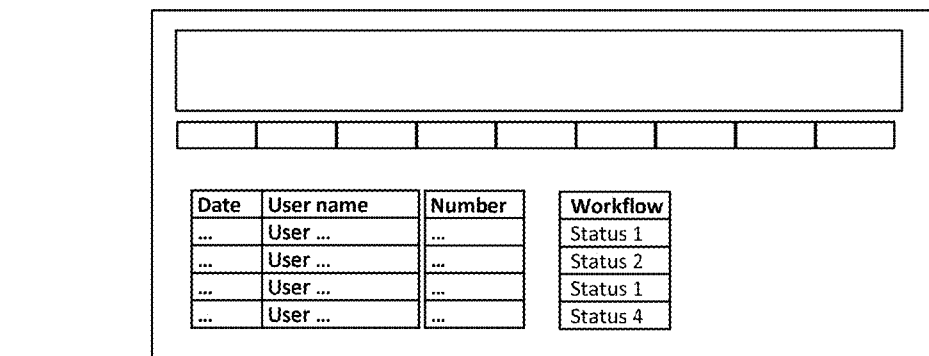 Date User name Number Workflow
... User ... ... Status 1
... User ... ... Status 2
... User ... ... Status 1
... User ... ... Status 4